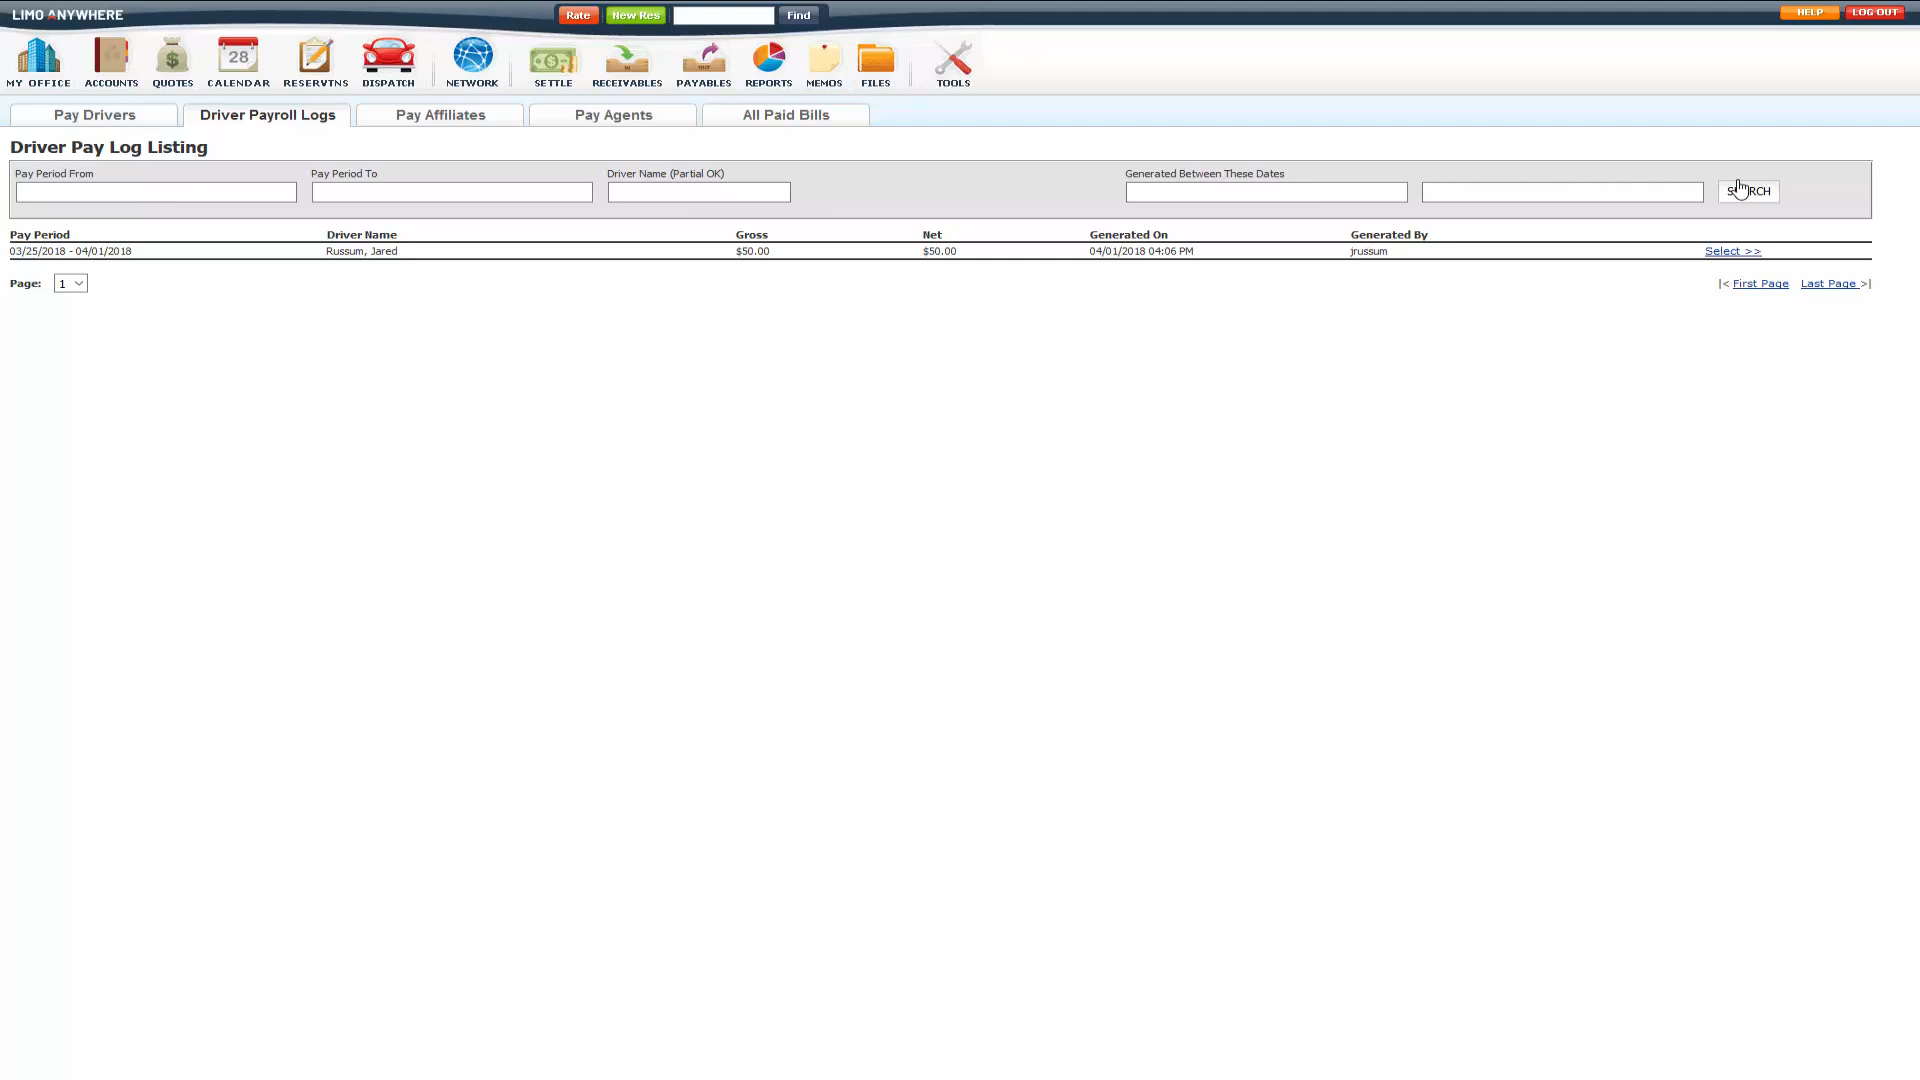 LIMO ANYWHERE
Rate New Res Find
HELP LOG OUT
28
MY OFFICE ACCOUNTS QUOTES CALENDAR RESERVTNS DISPATCH NETWORK SETTLE RECEIVABLES PAYABLES REPORTS MEMOS FILES TOOLS
Pay Drivers Driver Payroll Logs Pay Affiliates Pay Agents All Paid Bills
Driver Pay Log Listing
Pay Period From Pay Period To Driver Name (Partial OK) Generated Between These Dates
SEARCH
Pay Period Driver Name Gross Net Generated On Generated By
03/25/2018 - 04/01/2018 Russum, Jared $50.00 $50.00 04/01/2018 04:06 PM jrussum Select >>
Page: 1 |< First Page Last Page >|